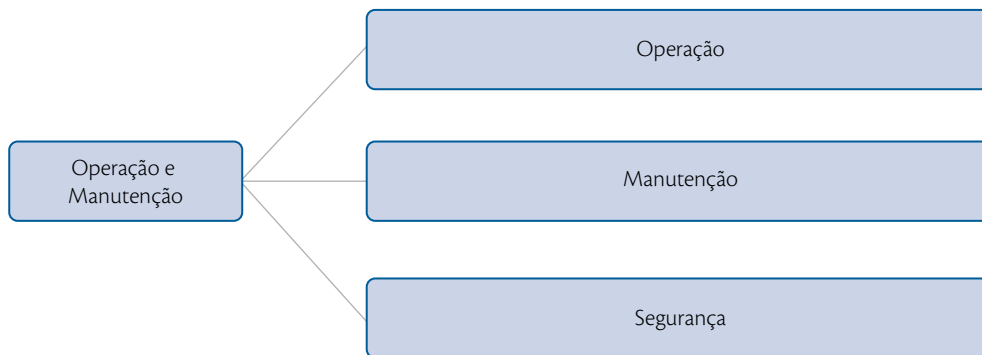 Operação
Operação e
Manutenção
Manutenção
Segurança